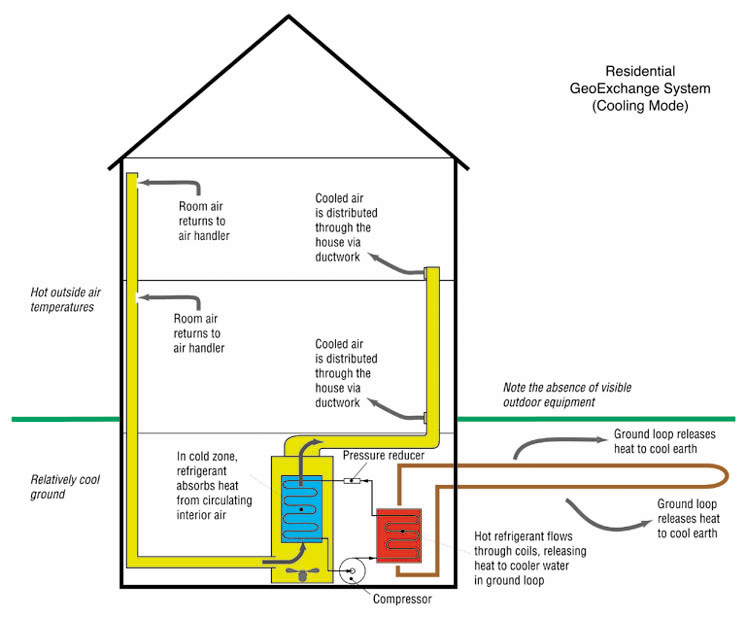 Residential
GeoExchange System
(Cooling Mode)
Room air
returns to
air handler
Cooled air
is distributed
through the
house via
ductwork
Hot outside air
temperatures
Room air
returns to
air handler
Cooled air
is distributed
through the
house via
ductwork
Note the absence of visible
outdoor equipment
Relatively cool
ground
In cold zone,
refrigerant
absorbs heat
from circulating
interior air
Pressure reducer
Ground loop releases
heat to cool earth
Ground loop
releases heat
to cool earth
Hot refrigerant flows
through coils, releasing
heat to cooler water
in ground loop
Compressor